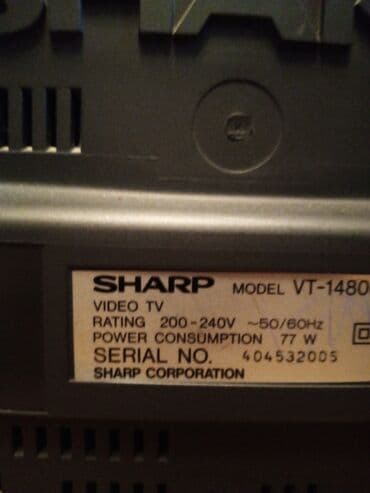 SHARP
SHARP MODEL VT-1480
VIDEO TV
RATING 200-240V ~50/60Hz
POWER CONSUMPTION 77 W
SERIAL NO. 404532005
SHARP CORPORATION